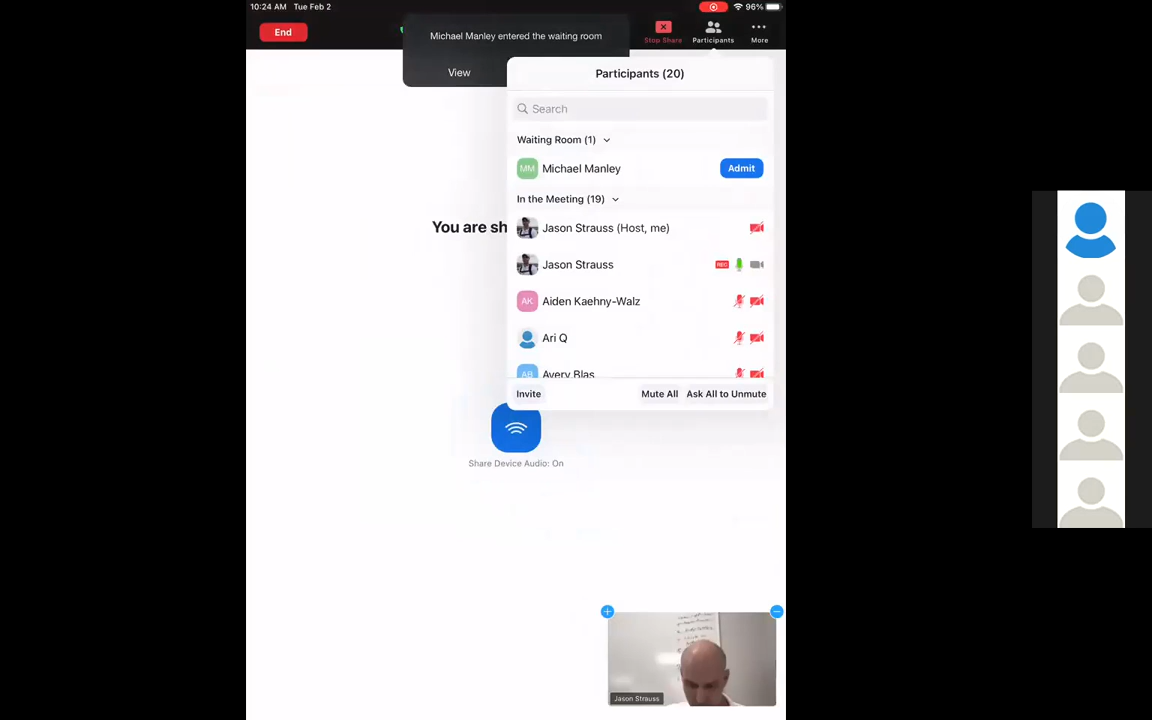 10:24 AM Tue Feb 2
96%
End
Michael Manley entered the waiting room
View
Stop Share
Participants
More
Participants (20)
Search
Waiting Room (1)
MM Michael Manley Admit
In the Meeting (19)
Jason Strauss (Host, me)
Jason Strauss REC
AK Aiden Kaehny-Walz
Ari Q
AB Avery Blas
Invite Mute All Ask All to Unmute
You are sh
Share Device Audio: On
Jason Strauss